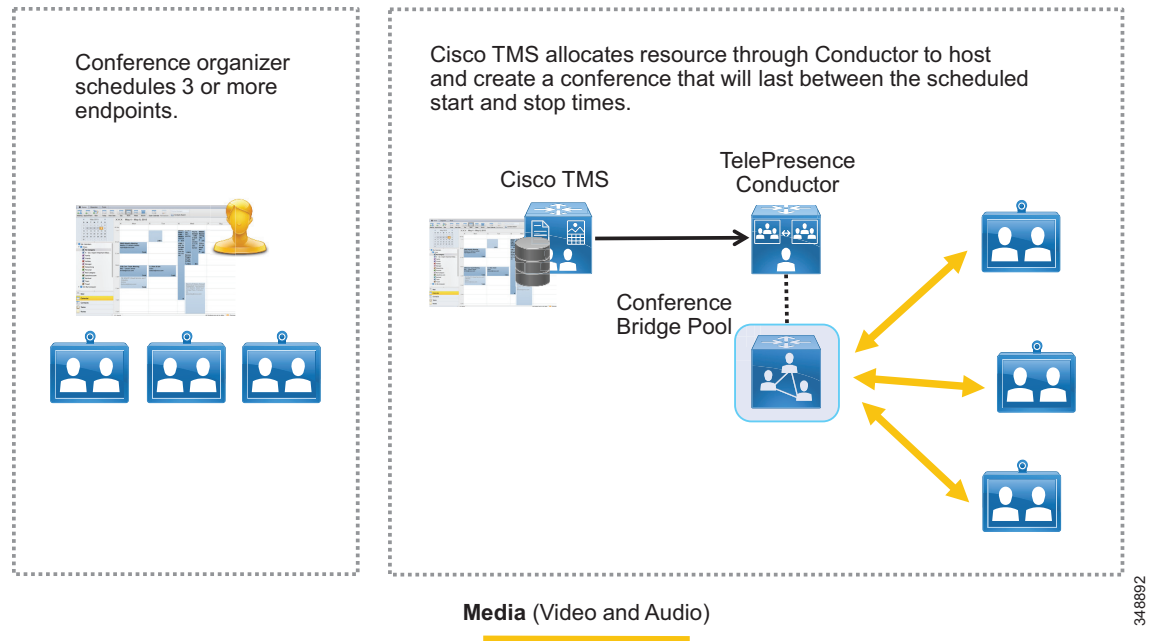 Conference organizer
schedules 3 or more
endpoints.
Cisco TMS allocates resource through Conductor to host
and create a conference that will last between the scheduled
start and stop times.
Cisco TMS
TelePresence
Conductor
Conference
Bridge Pool
Media (Video and Audio)
348892